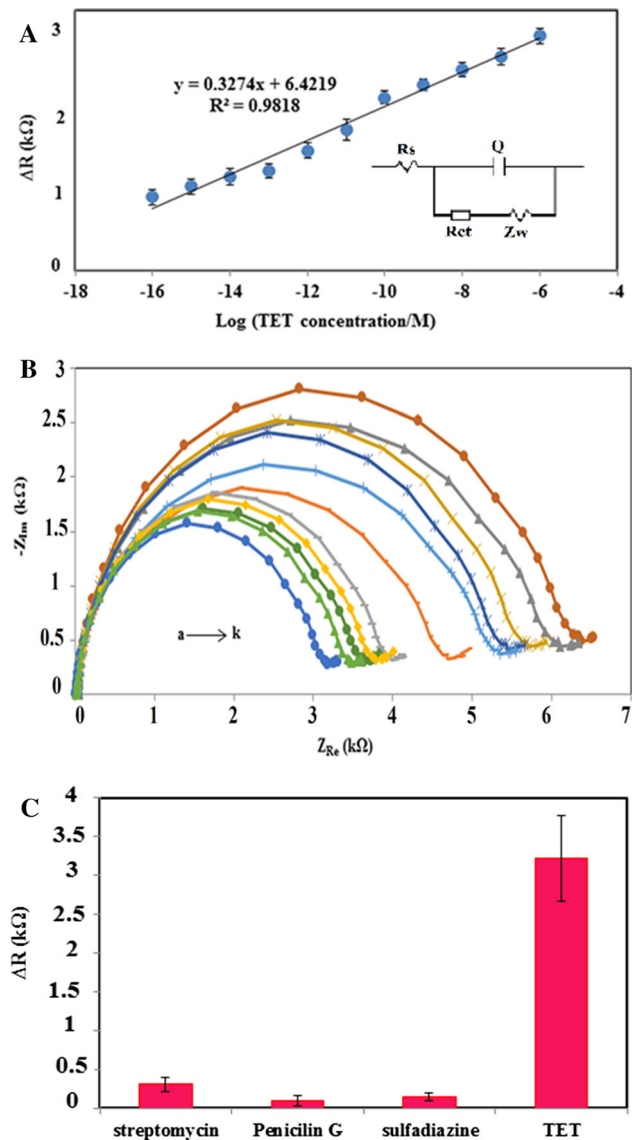 A
3
2
1
0
ΔR (kΩ)
y = 0.3274x + 6.4219
R² = 0.9818
Rs
Q
Rct
Zw
-18 -16 -14 -12 -10 -8 -6 -4
Log (TET concentration/M)
B
3
2.5
2
1.5
1
0.5
0
-ZIm (kΩ)
a → k
0 1 2 3 4 5 6 7
ZRe (kΩ)
C
4
3.5
3
2.5
2
1.5
1
0.5
0
ΔR (kΩ)
streptomycin Penicilin G sulfadiazine TET